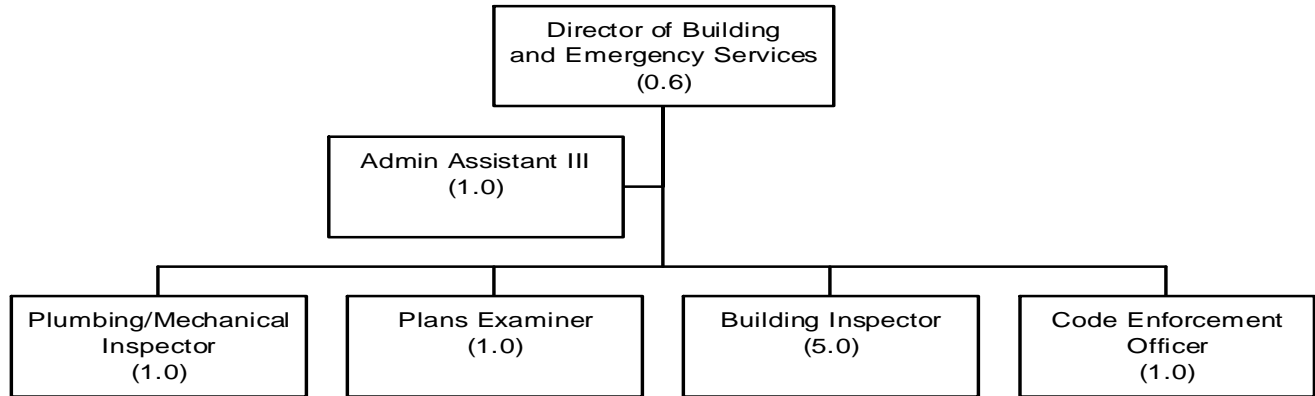 Director of Building
and Emergency Services
(0.6)
Admin Assistant III
(1.0)
Plumbing/Mechanical
Inspector
(1.0)
Plans Examiner
(1.0)
Building Inspector
(5.0)
Code Enforcement
Officer
(1.0)